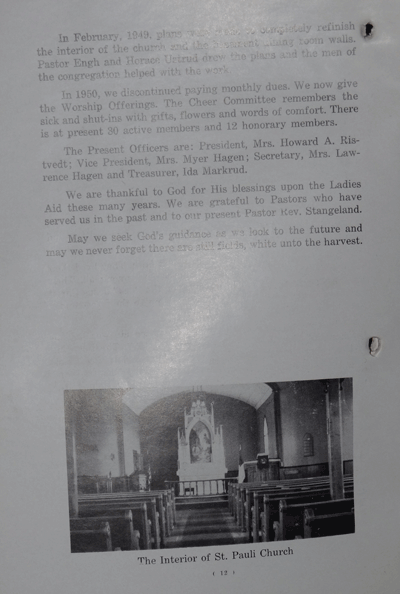 In February, 1949, plans were completely refinish
the interior of the church and the basement dining room walls.
Pastor Engh and Horace Urtrud drew the plans and the men of
the congregation helped with the work.
In 1950, we discontinued paying monthly dues. We now give
the Worship Offerings. The Cheer Committee remembers the
sick and shut-ins with gifts, flowers and words of comfort. There
is at present 30 active members and 12 honorary members.
The Present Officers are: President, Mrs. Howard A. Ris-
tvedt; Vice President, Mrs. Myer Hagen; Secretary, Mrs. Law-
rence Hagen and Treasurer, Ida Markrud.
We are thankful to God for His blessings upon the Ladies
Aid these many years. We are grateful to Pastors who have
served us in the past and to our present Pastor Rev. Stangeland.
May we seek God's guidance as we look to the future and
may we never forget there are still fields, white unto the harvest.
The Interior of St. Pauli Church
( 12 )